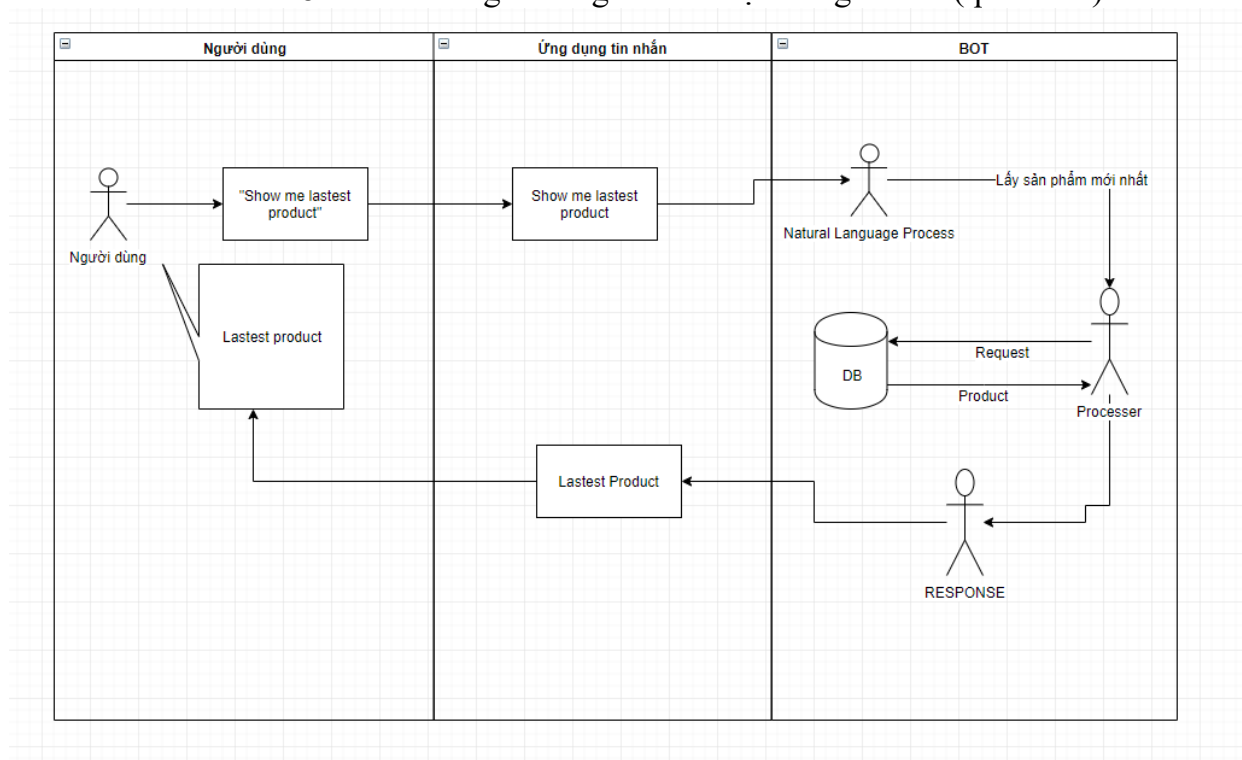 Người dùng
Ứng dụng tin nhắn
BOT
"Show me lastest
product"
Show me lastest
product
Lấy sản phẩm mới nhất
Người dùng
Natural Language Process
Lastest product
DB
Request
Product
Processer
Lastest Product
RESPONSE